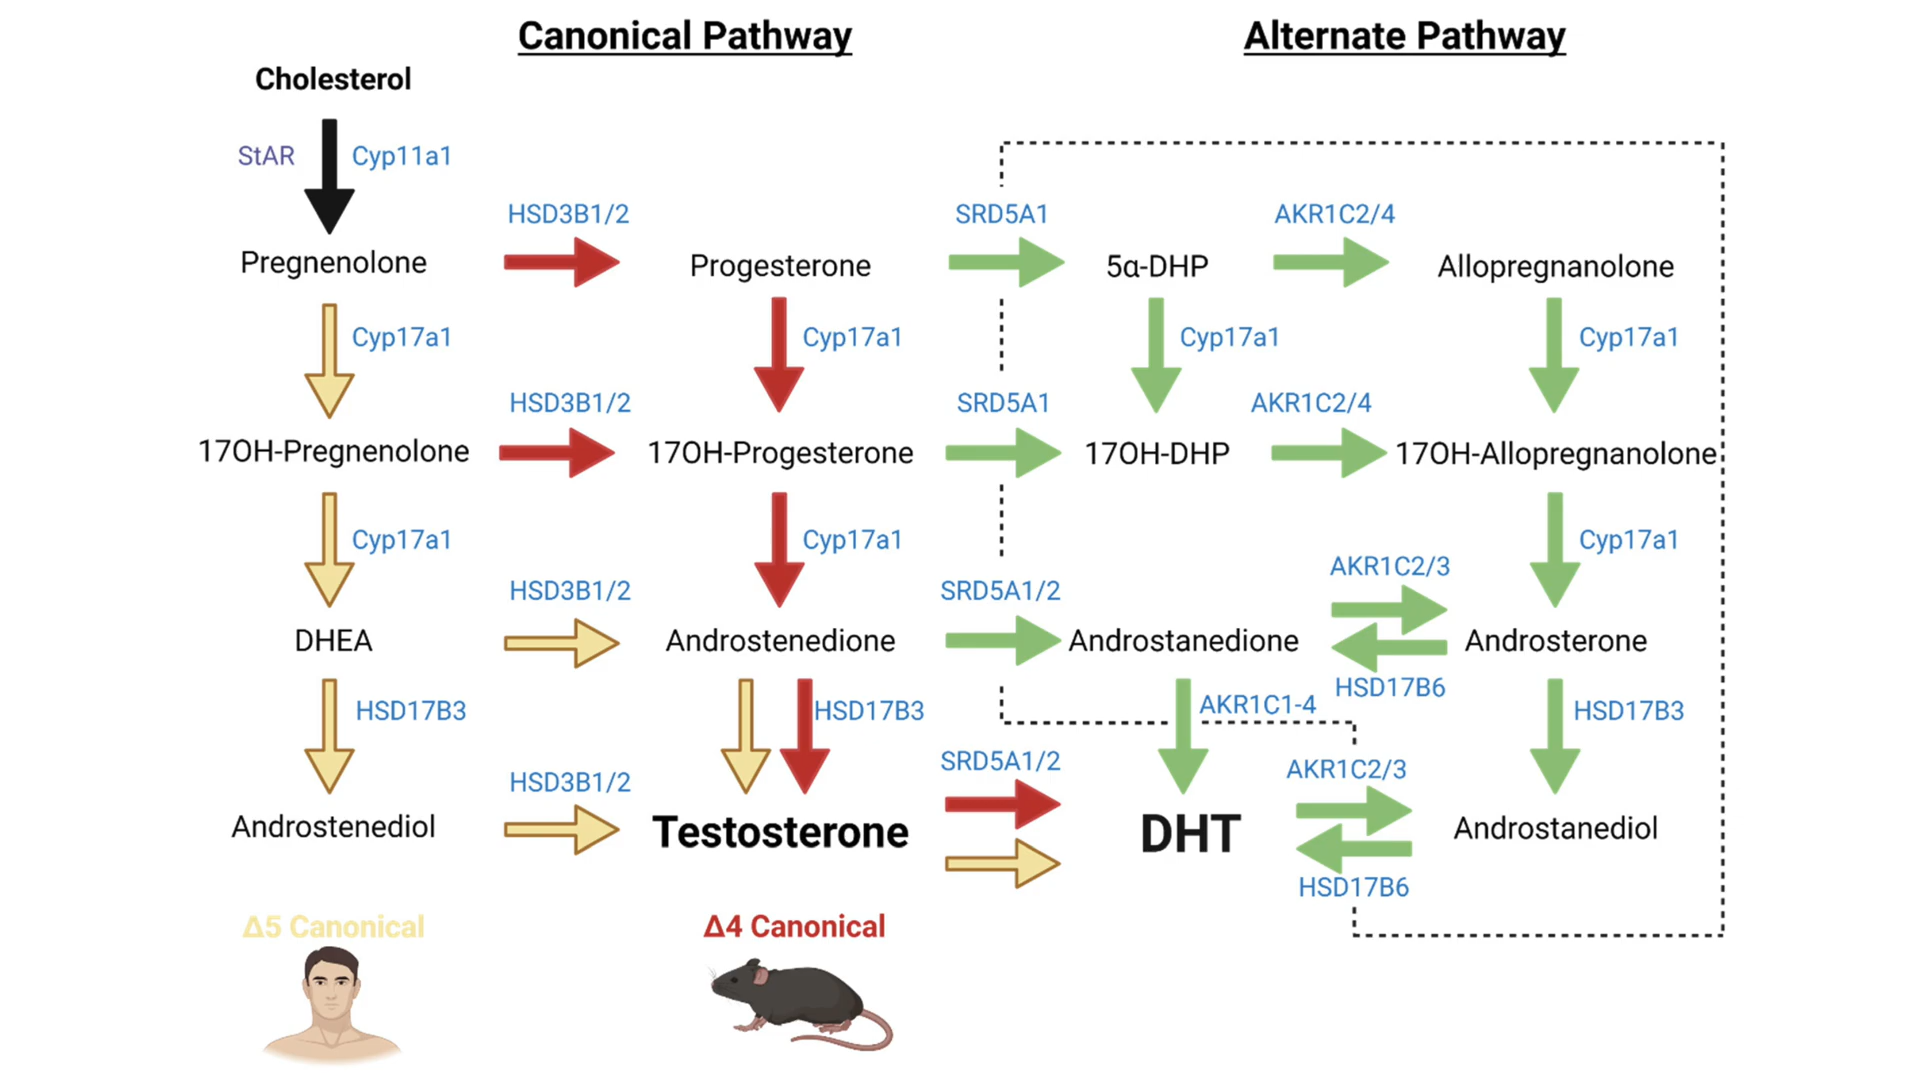 Canonical Pathway
Alternate Pathway
Cholesterol
StAR
Cyp11a1
HSD3B1/2
SRD5A1
AKR1C2/4
Pregnenolone
Progesterone
5α-DHP
Allopregnanolone
Cyp17a1
Cyp17a1
Cyp17a1
Cyp17a1
HSD3B1/2
SRD5A1
AKR1C2/4
17OH-Pregnenolone
17OH-Progesterone
17OH-DHP
17OH-Allopregnanolone
Cyp17a1
Cyp17a1
Cyp17a1
AKR1C2/3
HSD3B1/2
SRD5A1/2
DHEA
Androstenedione
Androstanedione
Androsterone
HSD17B6
HSD17B3
HSD17B3
AKR1C1-4
HSD17B3
HSD3B1/2
SRD5A1/2
AKR1C2/3
Androstenediol
Testosterone
DHT
Androstanediol
HSD17B6
Δ5 Canonical
Δ4 Canonical